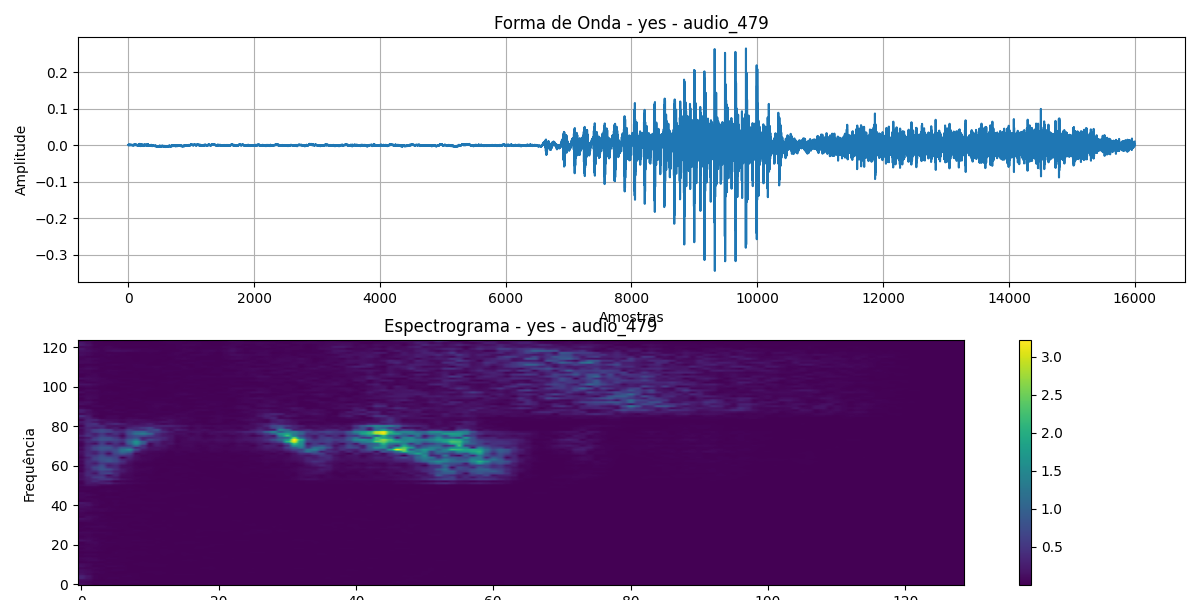 Forma de Onda - yes - audio_479
Amplitude
0.2
0.1
0.0
−0.1
−0.2
−0.3
0 2000 4000 6000 8000 10000 12000 14000 16000
Amostras
Espectrograma - yes - audio_479
Frequência
120
100
80
60
40
20
0
0 20 40 60 80 100 120
3.0
2.5
2.0
1.5
1.0
0.5